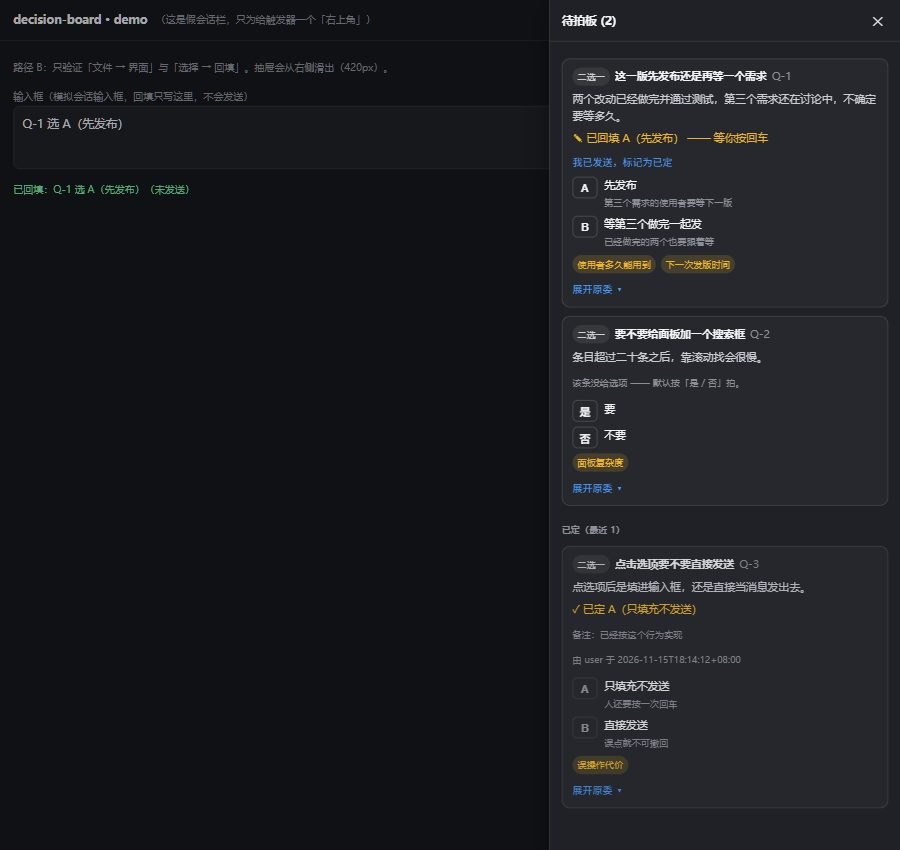 decision-board · demo （这是假会话栏，只为给触发器一个「右上角」）
路径 B：只验证「文件 → 界面」与「选择 → 回填」。抽屉会从右侧滑出（420px）。
输入框（模拟会话输入框，回填只写这里，不会发送）
Q-1 选 A（先发布）
已回填：Q-1 选 A（先发布）（未发送）
待拍板 (2)
二选一 这一版先发布还是再等一个需求 Q-1
两个改动已经做完并通过测试，第三个需求还在讨论中，不确定
要等多久。
已回填 A（先发布） —— 等你按回车
我已发送，标记为已定
A 先发布
第三个需求的使用者要等下一版
B 等第三个做完一起发
已经做完的两个也要跟着等
使用者多久能用到 下一次发版时间
展开原委
二选一 要不要给面板加一个搜索框 Q-2
条目超过二十条之后，靠滚动找会很慢。
该条没给选项 —— 默认按「是 / 否」拍。
是 要
否 不要
面板复杂度
展开原委
已定（最近 1）
二选一 点击选项要不要直接发送 Q-3
点选项后是填进输入框，还是直接当消息发出去。
✓ 已定 A（只填充不发送）
备注：已经按这个行为实现
由 user 于 2026-11-15T18:14:12+08:00
A 只填充不发送
人还要按一次回车
B 直接发送
误点就不可撤回
误操作代价
展开原委